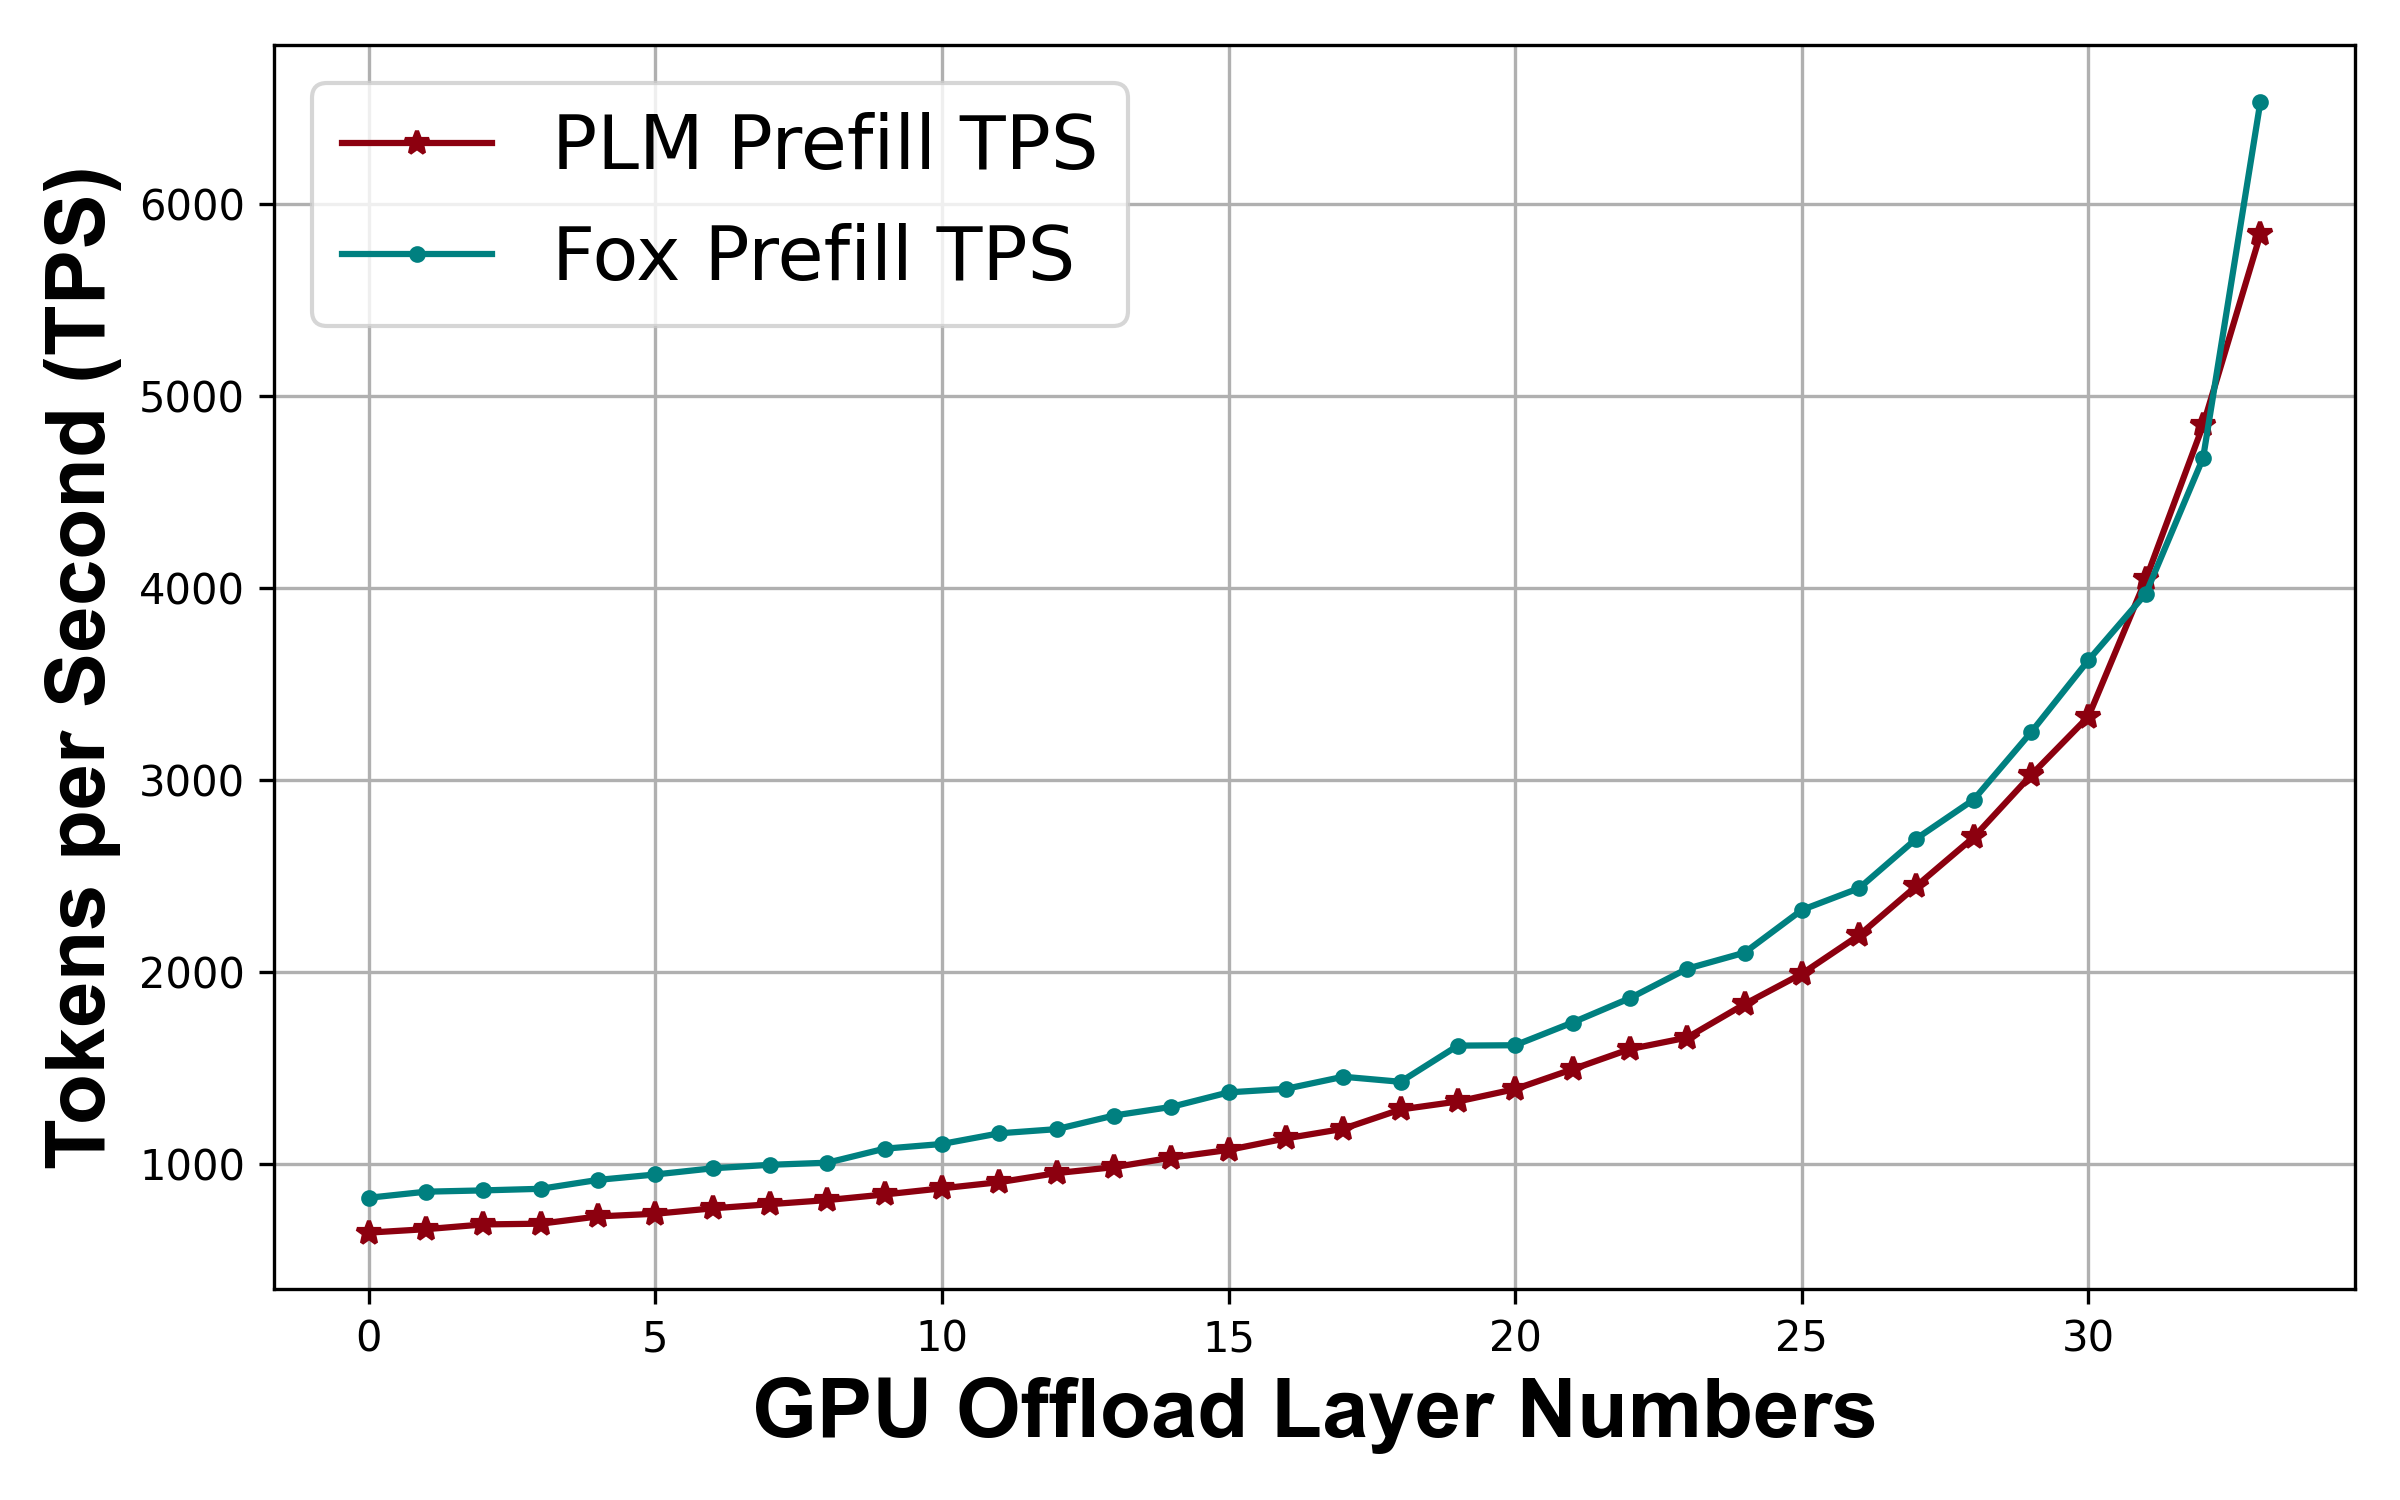 PLM Prefill TPS
Fox Prefill TPS
Tokens per Second (TPS)
6000
5000
4000
3000
2000
1000
0 5 10 15 20 25 30
GPU Offload Layer Numbers